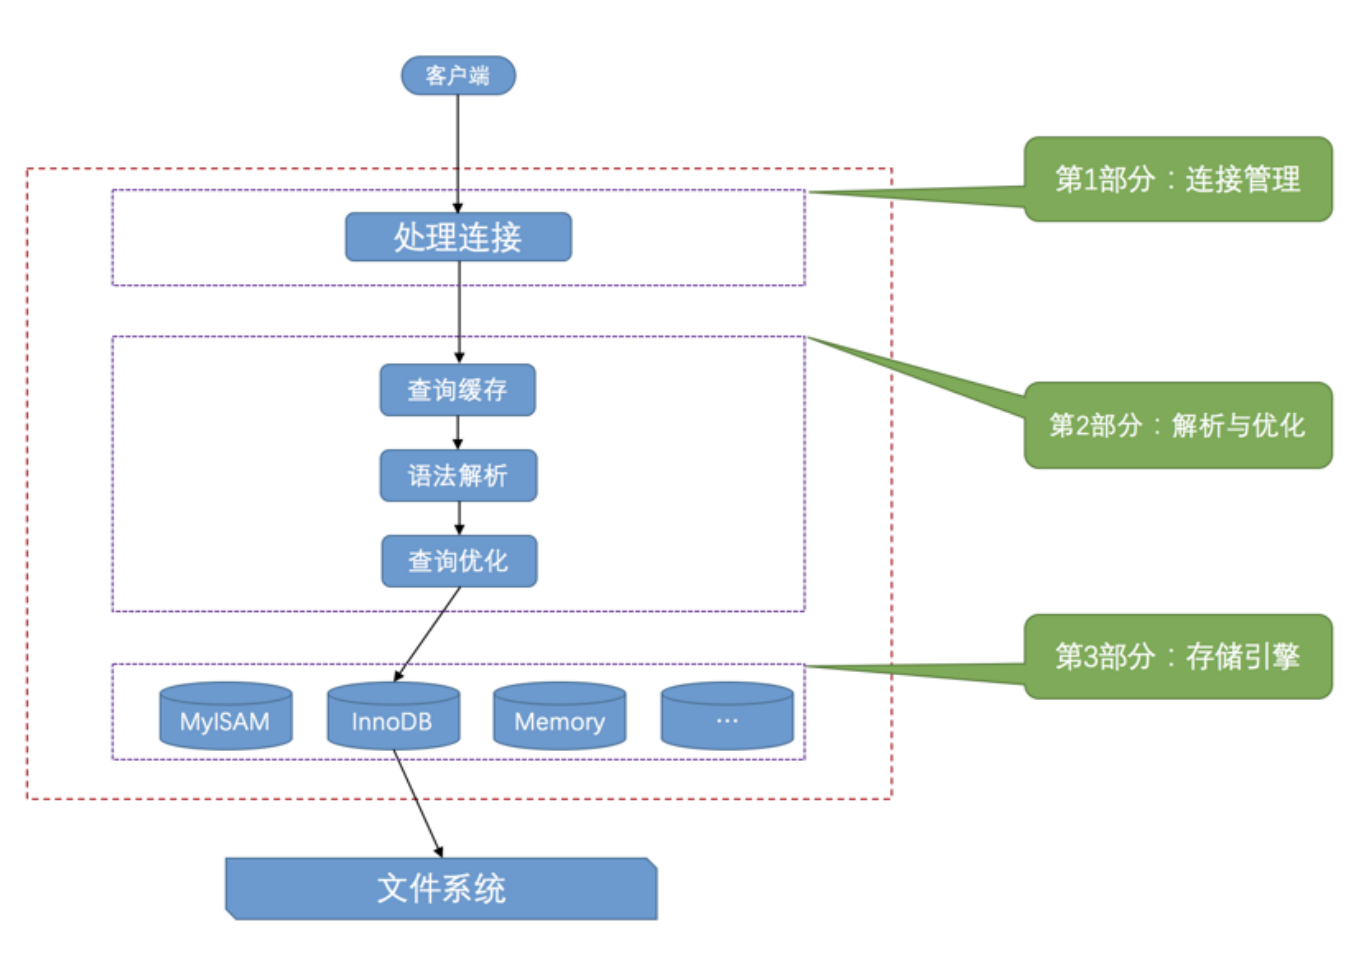 客户端
第1部分：连接管理
处理连接
查询缓存
第2部分：解析与优化
语法解析
查询优化
第3部分：存储引擎
MyISAM
InnoDB
Memory
···
文件系统